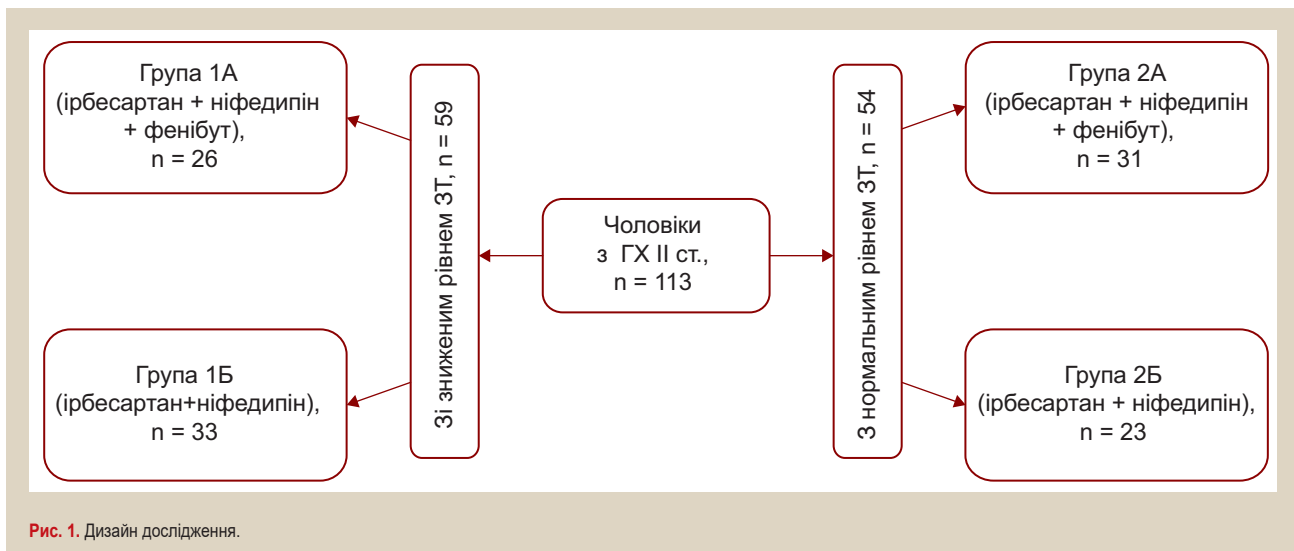 Група 1А
(ірбесартан + ніфедипін
+ фенібут),
n = 26
Група 1Б
(ірбесартан+ніфедипін),
n = 33
Зі зниженим рівнем ЗТ, n = 59
Чоловіки
з ГХ II ст.,
n = 113
З нормальним рівнем ЗТ, n = 54
Група 2А
(ірбесартан + ніфедипін
+ фенібут),
n = 31
Група 2Б
(ірбесартан + ніфедипін),
n = 23
Рис. 1. Дизайн дослідження.